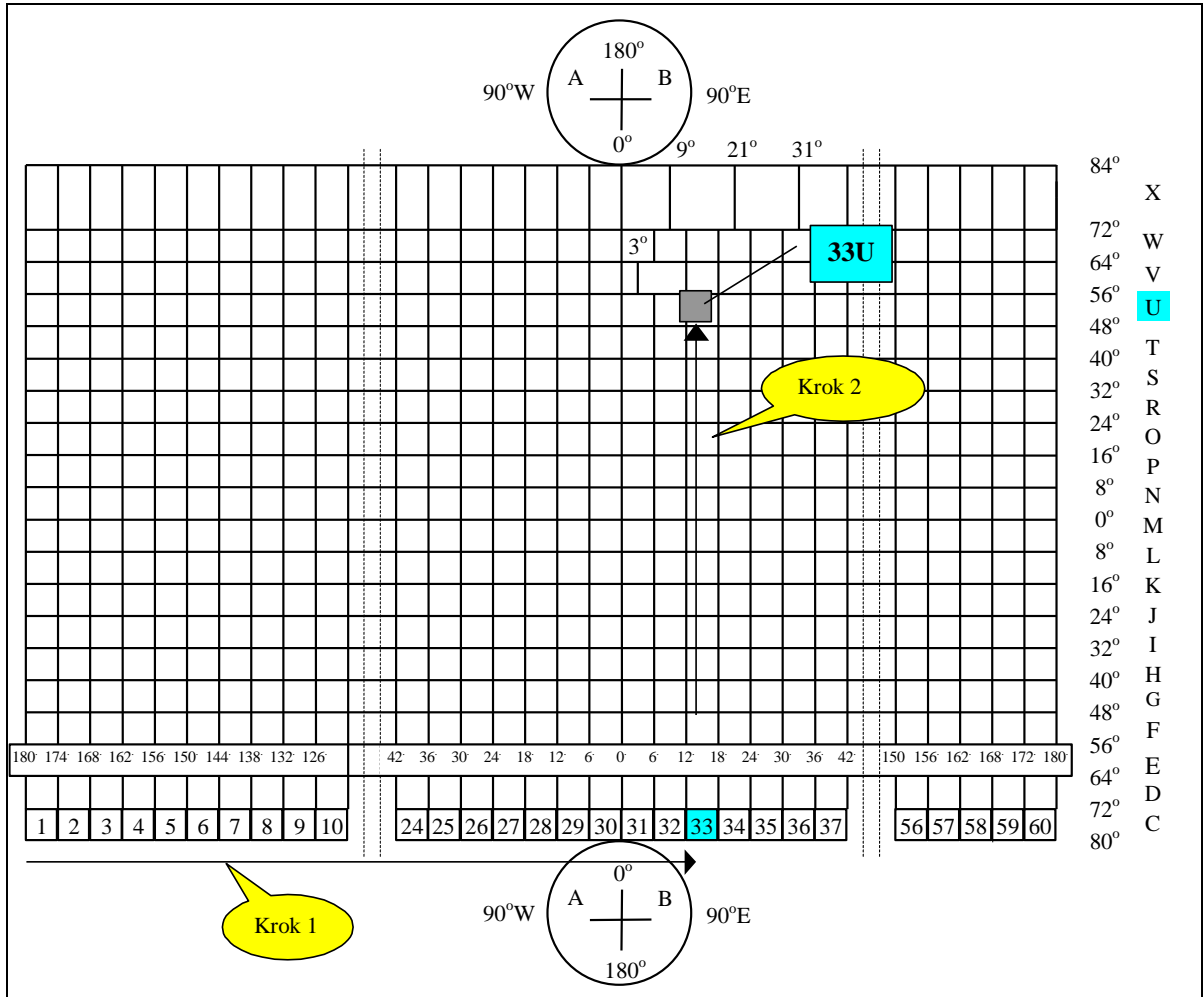 180°
A B
90°W 90°E
0°
9° 21° 31°
84°
X
72°
W
3°
33U
64°
V
56°
U
48°
T
40°
S
Krok 2
32°
R
24°
O
16°
P
8°
N
0°
M
8°
L
16°
K
24°
J
32°
I
40°
H
G
48°
F
56°
180· 174· 168· 162· 156· 150· 144· 138· 132· 126· 42· 36· 30· 24· 18· 12· 6· 0· 6· 12· 18· 24· 30· 36· 42· 150· 156· 162· 168· 172· 180·
E
64°
D
72°
1 2 3 4 5 6 7 8 9 10 24 25 26 27 28 29 30 31 32 33 34 35 36 37 56 57 58 59 60
C
80°
0°
A B
90°W 90°E
Krok 1
180°